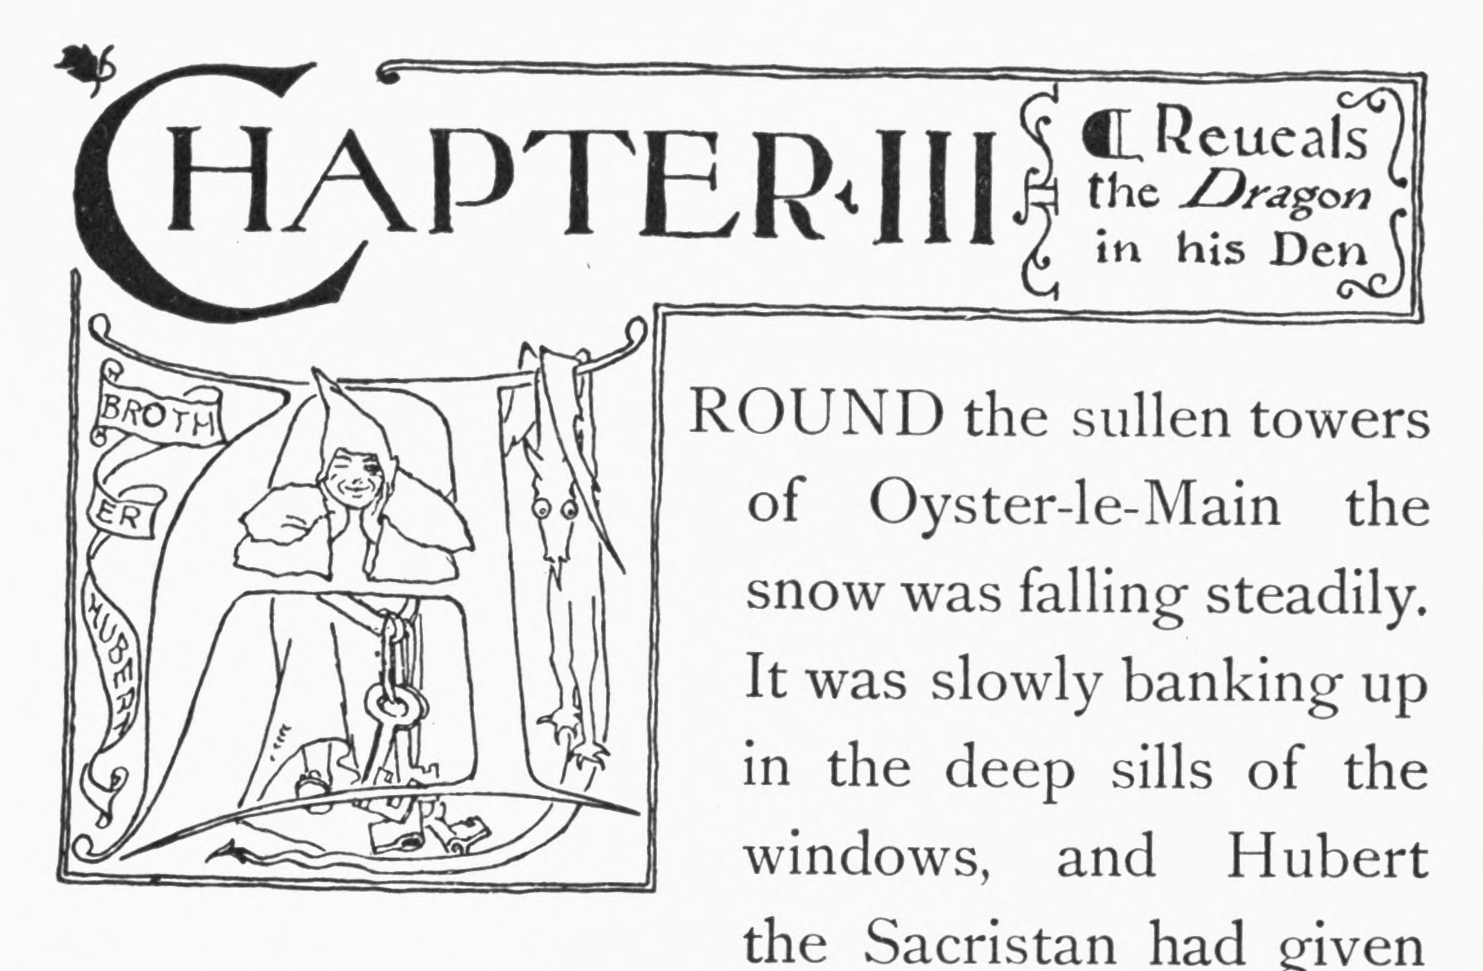 CHAPTER·III
¶ Reueals
the Dragon
in his Den
BROTH
ER
HUBERT
AROUND the sullen towers
of Oyster-le-Main the
snow was falling steadily.
It was slowly banking up
in the deep sills of the
windows, and Hubert
the Sacristan had given